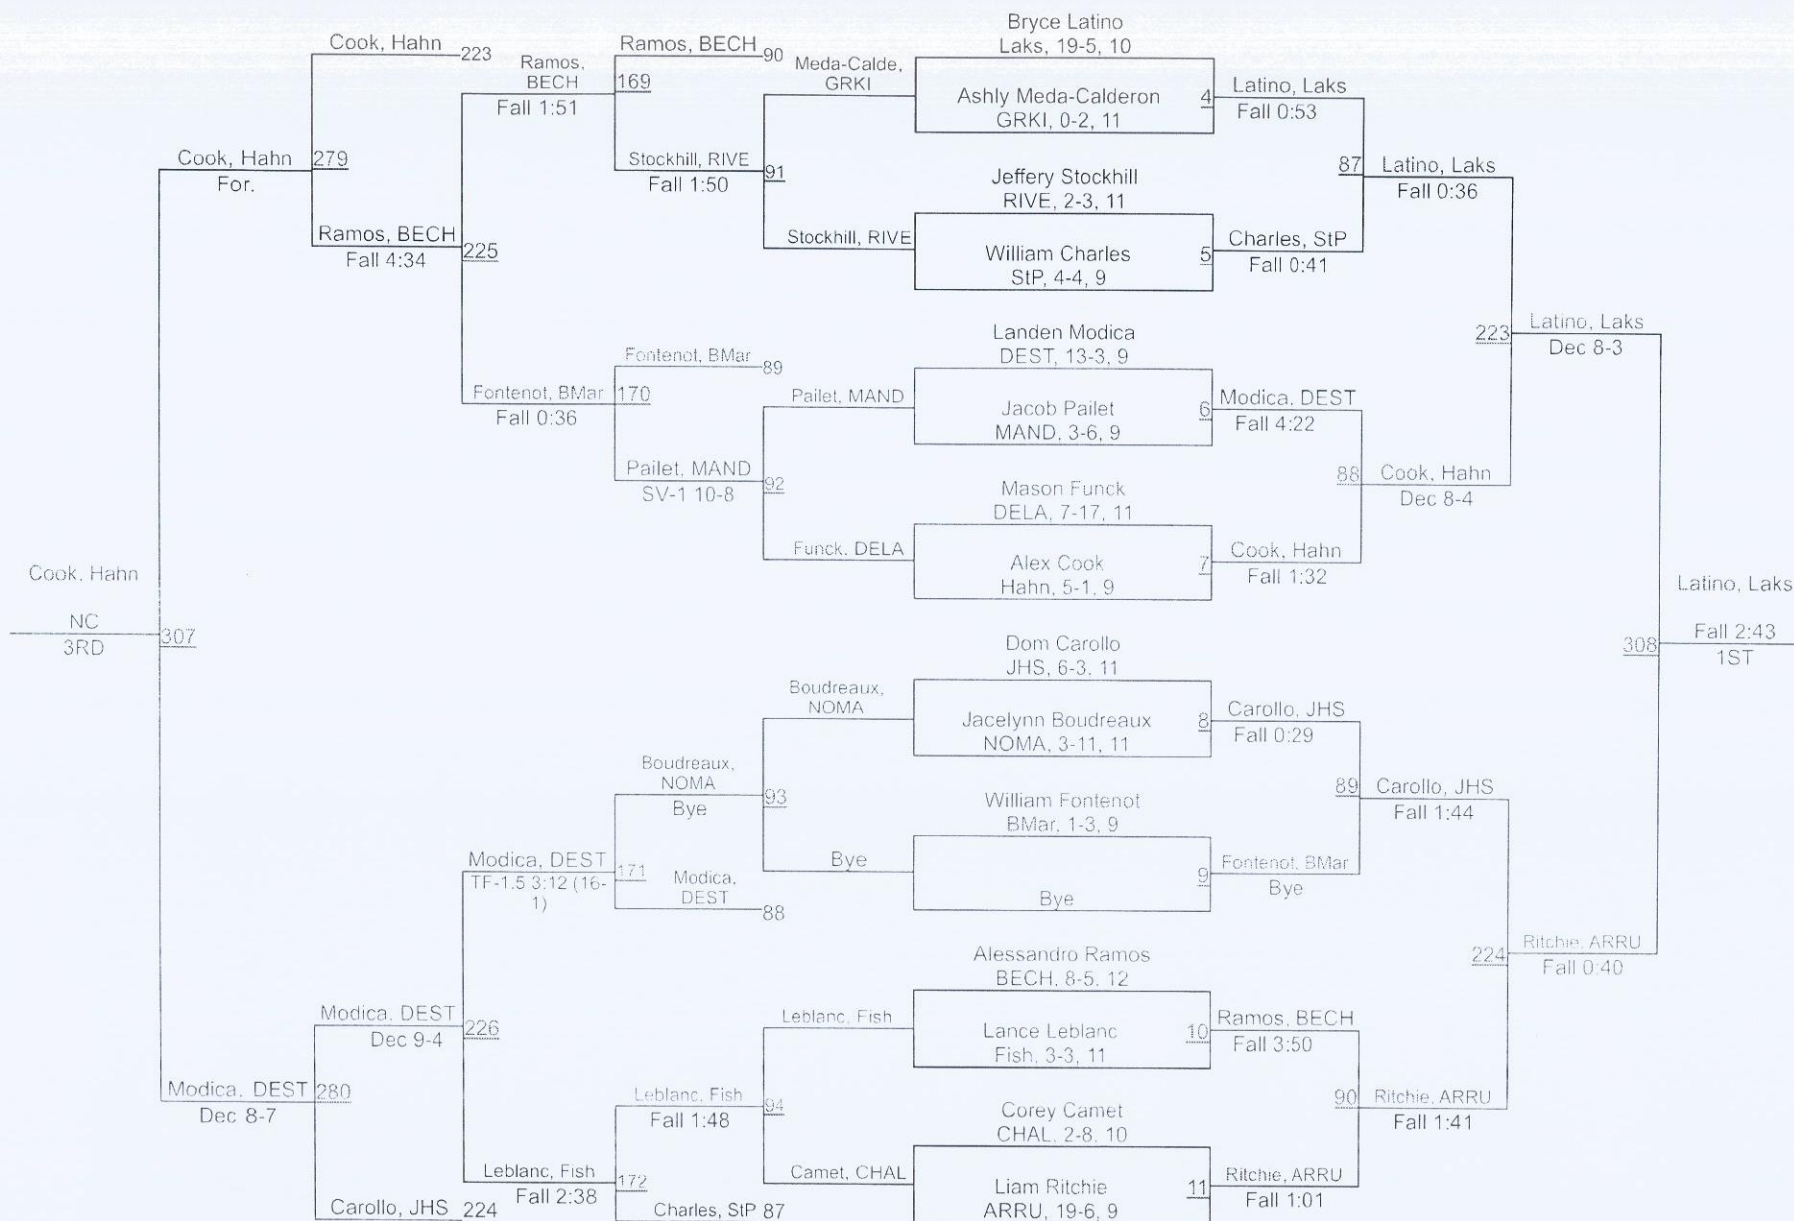 Cook, Hahn
223
Ramos,
BECH
Fall 1:51
Ramos, BECH
90
169
Cook, Hahn
For.
279
Ramos, BECH
Fall 4:34
225
Stockhill, RIVE
Fall 1:50
91
Meda-Calde,
GRKI
Stockhill, RIVE
Fontenot, BMar
Fall 0:36
Fontenot, BMar
89
170
Pailet, MAND
SV-1 10-8
92
Pailet, MAND
Funck, DELA
Cook, Hahn
NC
3RD
307
Boudreaux,
NOMA
Boudreaux,
NOMA
Bye
93
Bye
Modica, DEST
TF-1.5 3:12 (16-
1)
171
Modica,
DEST
88
Modica, DEST
Dec 9-4
226
Modica, DEST
Dec 8-7
280
Leblanc, Fish
Leblanc, Fish
Fall 1:48
94
Camet, CHAL
Leblanc, Fish
Fall 2:38
172
Charles, StP 87
Carollo, JHS 224
Bryce Latino
Laks, 19-5, 10
Ashly Meda-Calderon
GRKI, 0-2, 11
4
Latino, Laks
Fall 0:53
Jeffery Stockhill
RIVE, 2-3, 11
William Charles
StP, 4-4, 9
5
Charles, StP
Fall 0:41
87
Latino, Laks
Fall 0:36
Landen Modica
DEST, 13-3, 9
Jacob Pailet
MAND, 3-6, 9
6
Modica, DEST
Fall 4:22
Mason Funck
DELA, 7-17, 11
Alex Cook
Hahn, 5-1, 9
7
Cook, Hahn
Fall 1:32
88
Cook, Hahn
Dec 8-4
223
Latino, Laks
Dec 8-3
Dom Carollo
JHS, 6-3, 11
Jacelynn Boudreaux
NOMA, 3-11, 11
8
Carollo, JHS
Fall 0:29
William Fontenot
BMar, 1-3, 9
Bye
9
Fontenot, BMar
Bye
89
Carollo, JHS
Fall 1:44
Alessandro Ramos
BECH, 8-5, 12
Lance Leblanc
Fish, 3-3, 11
10
Ramos, BECH
Fall 3:50
Corey Camet
CHAL, 2-8, 10
Liam Ritchie
ARRU, 19-6, 9
11
Ritchie, ARRU
Fall 1:01
90
Ritchie, ARRU
Fall 1:41
224
Ritchie, ARRU
Fall 0:40
308
Latino, Laks
Fall 2:43
1ST